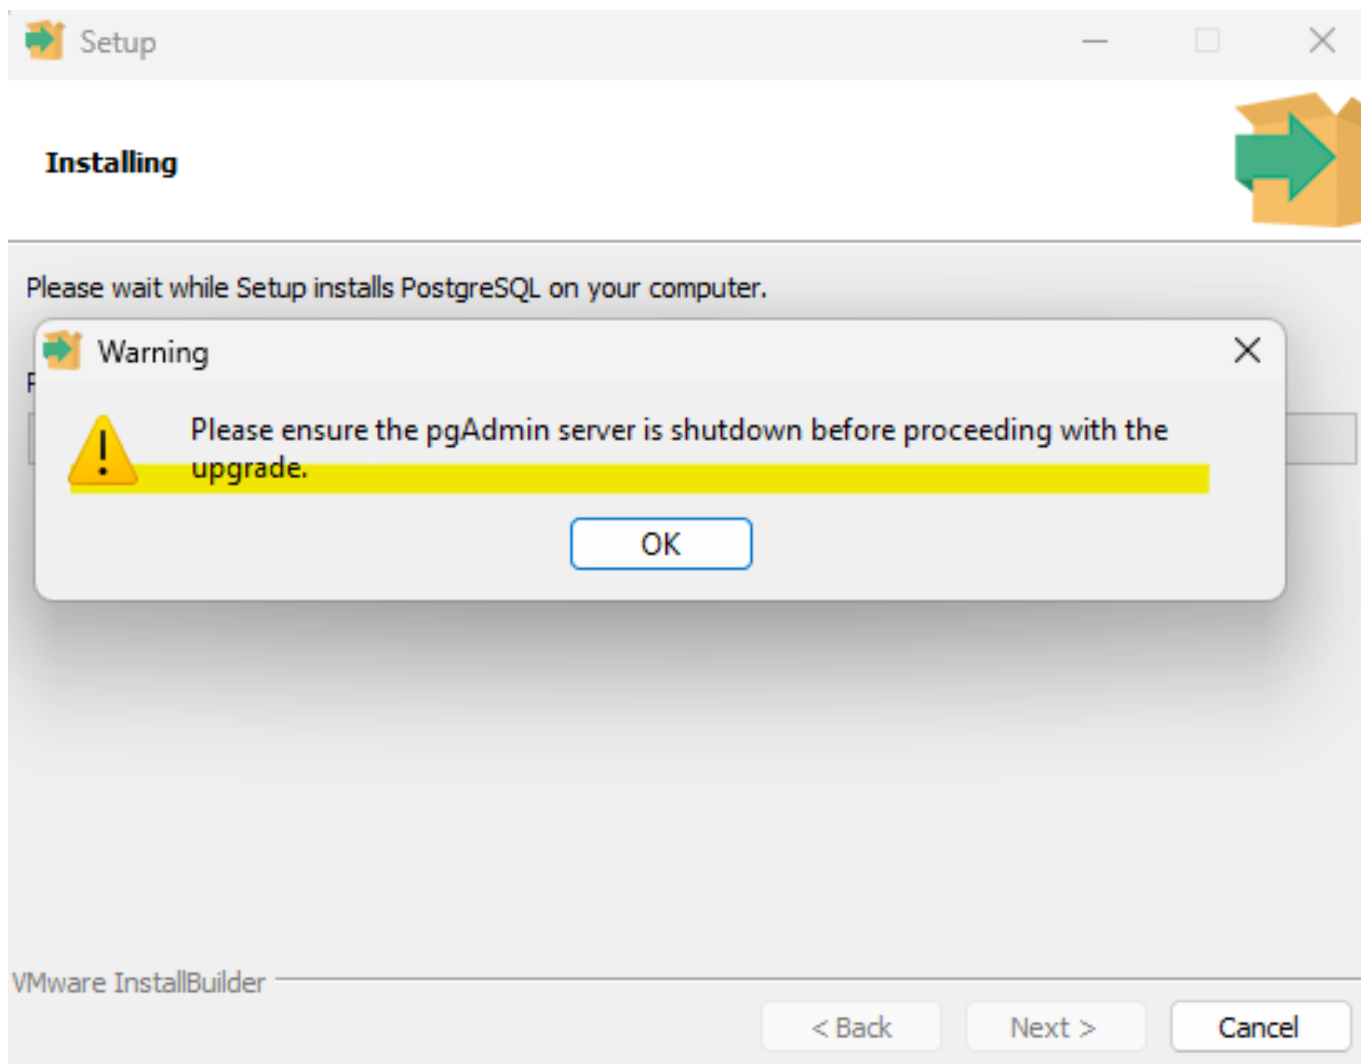 Setup
Installing
Please wait while Setup installs PostgreSQL on your computer.
Warning
Please ensure the pgAdmin server is shutdown before proceeding with the
upgrade.
OK
VMware InstallBuilder
< Back
Next >
Cancel